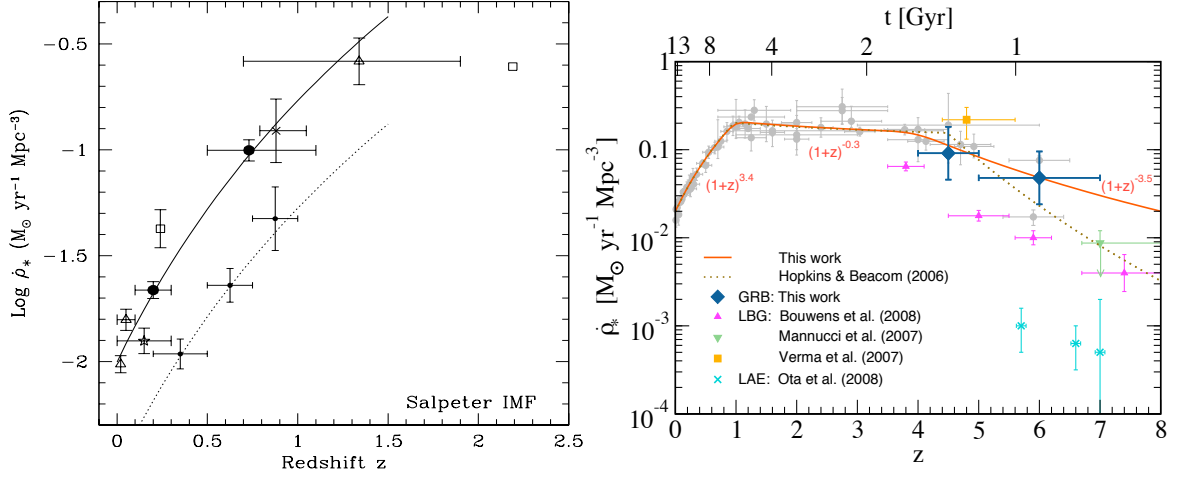 -0.5
-1
-1.5
-2
Log ρ̇* (M⊙ yr⁻¹ Mpc⁻³)
Salpeter IMF
0 0.5 1 1.5 2 2.5
Redshift z
t [Gyr]
13 8 4 2 1
1
0.1
10⁻²
10⁻³
10⁻⁴
ρ̇* [M⊙ yr⁻¹ Mpc⁻³]
(1+z)³·⁴
(1+z)⁻⁰·³
(1+z)⁻³·⁵
This work
Hopkins & Beacom (2006)
GRB: This work
LBG: Bouwens et al. (2008)
Mannucci et al. (2007)
Verma et al. (2007)
LAE: Ota et al. (2008)
0 1 2 3 4 5 6 7 8
z